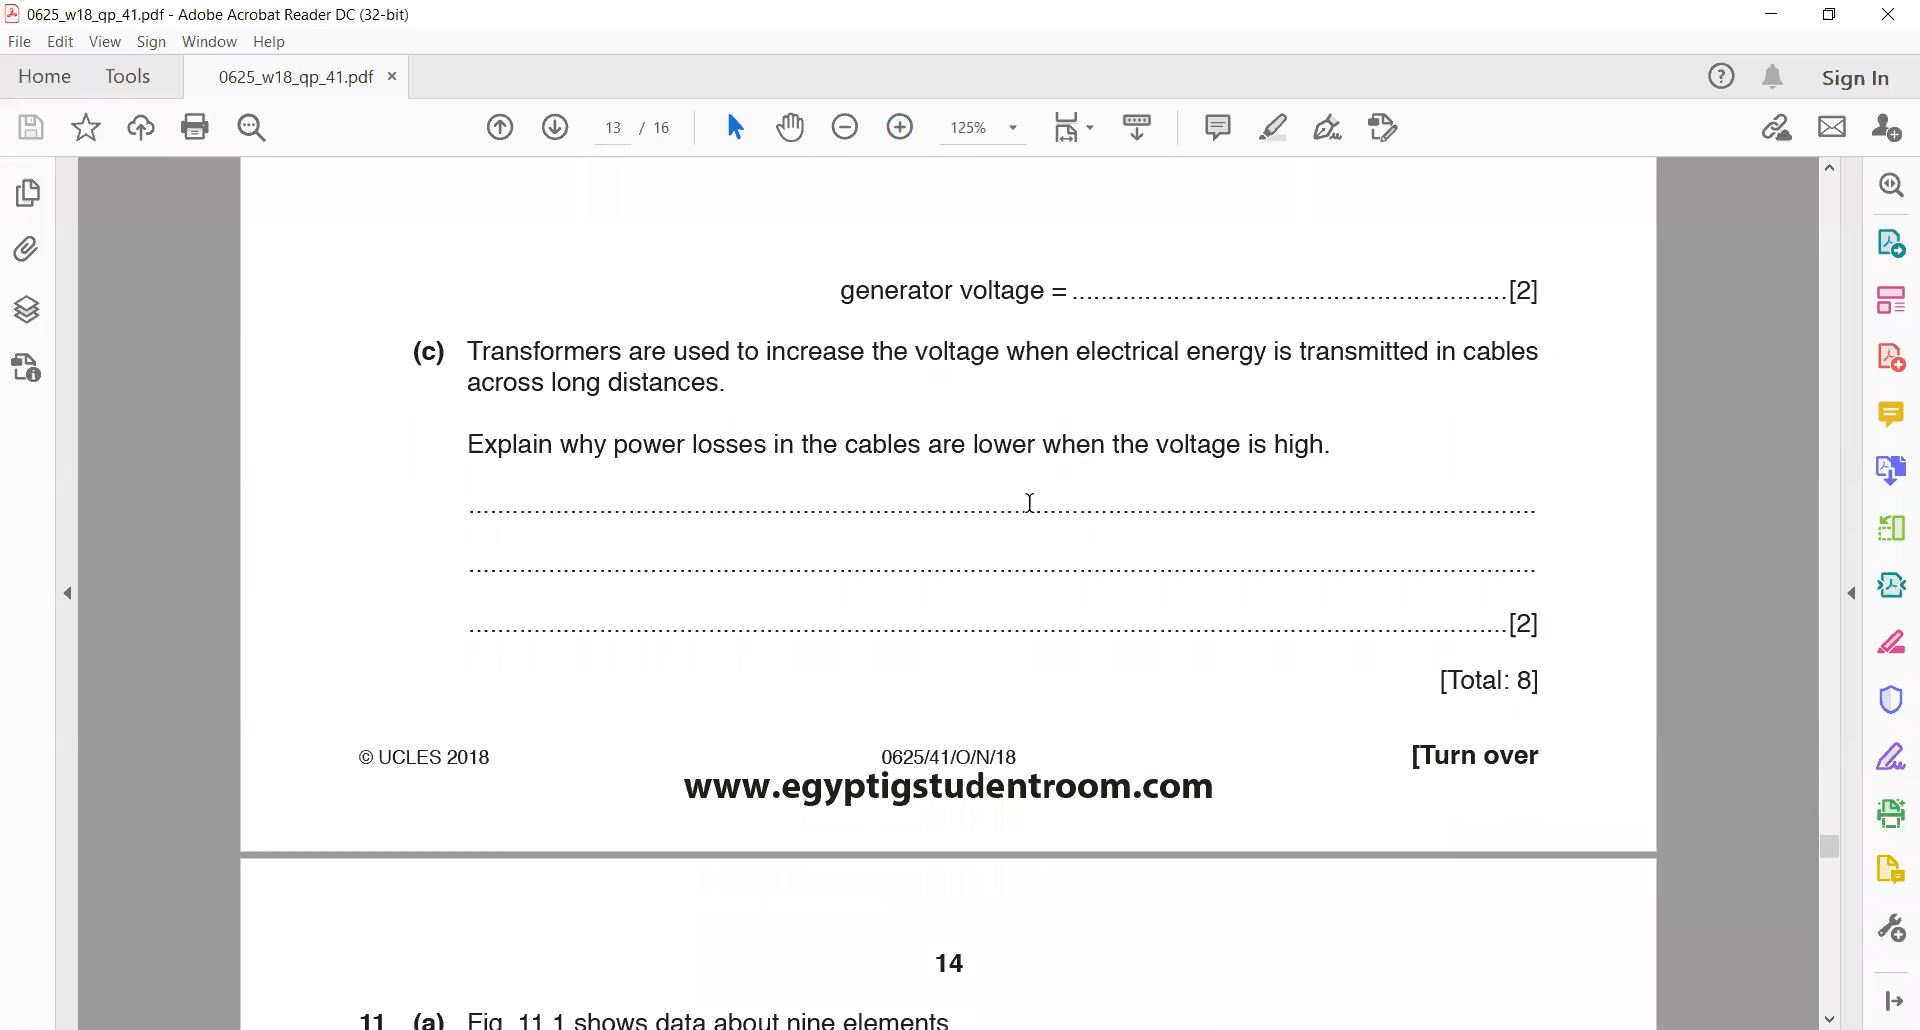 0625_w18_qp_41.pdf - Adobe Acrobat Reader DC (32-bit)
File Edit View Sign Window Help
Home Tools 0625_w18_qp_41.pdf × Sign In
13 / 16 125%
generator voltage = ............................................................[2]
(c) Transformers are used to increase the voltage when electrical energy is transmitted in cables
across long distances.
Explain why power losses in the cables are lower when the voltage is high.
[2]
[Total: 8]
© UCLES 2018 0625/41/O/N/18 [Turn over
www.egyptigstudentroom.com
14
11 (a) Fig. 11.1 shows data about nine elements